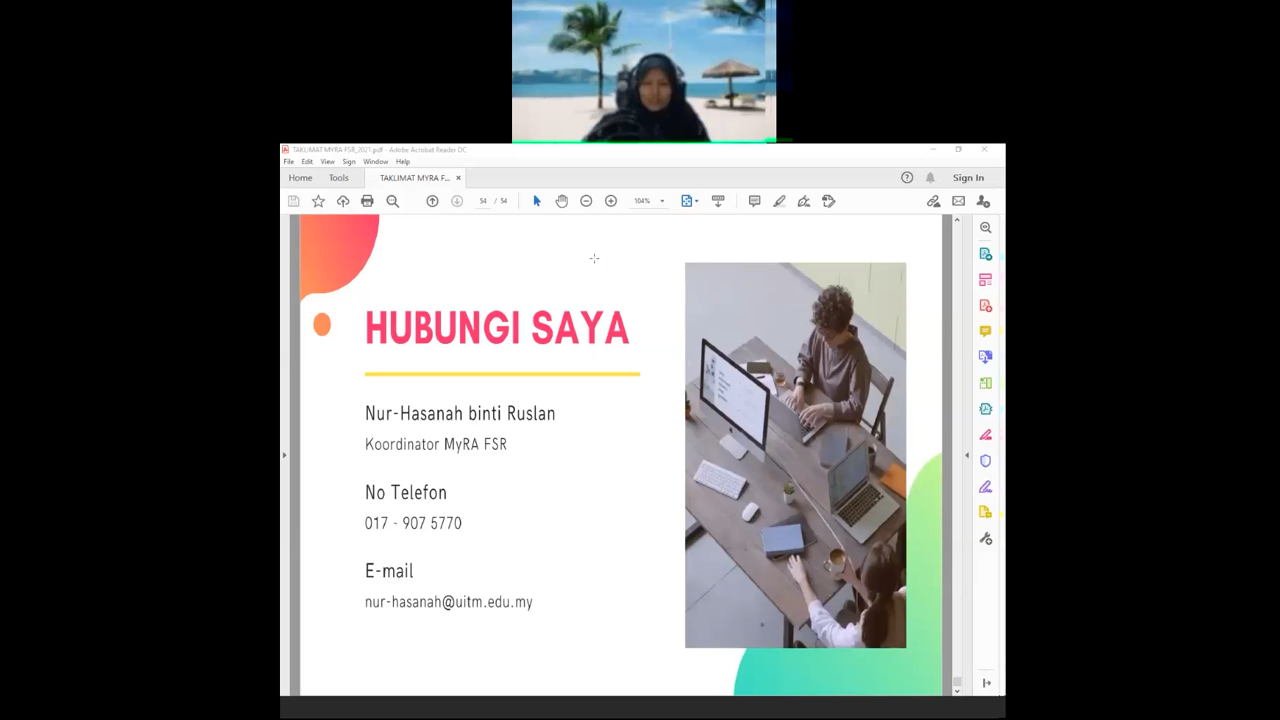 TAKLIMAT MYRA FSR_2021.pdf - Adobe Acrobat Reader DC
File Edit View Sign Window Help
Home Tools TAKLIMAT MYRA F... × Sign In
54 / 54 104%
HUBUNGI SAYA
Nur-Hasanah binti Ruslan
Koordinator MyRA FSR
No Telefon
017 - 907 5770
E-mail
nur-hasanah@uitm.edu.my